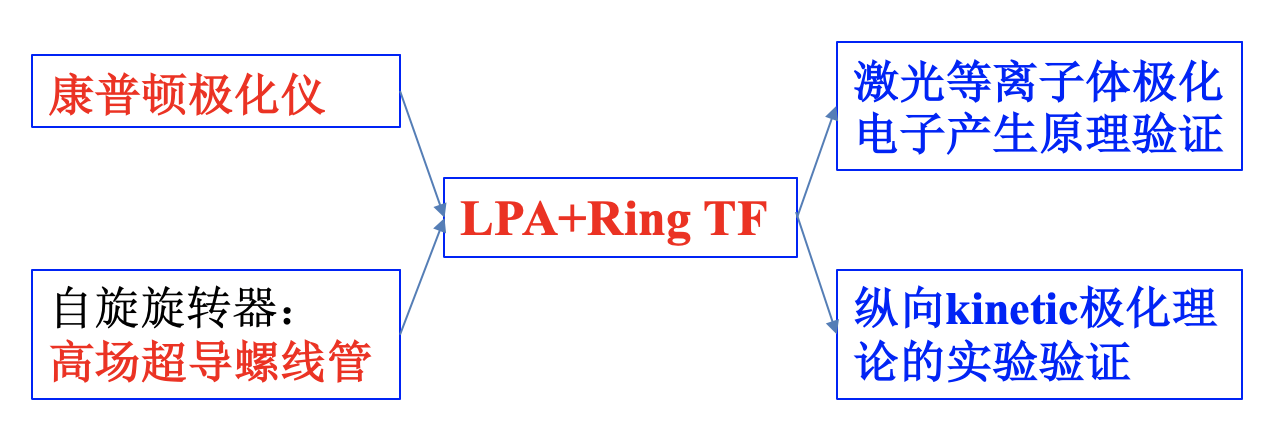 康普顿极化仪
自旋旋转器：
高场超导螺线管
LPA+Ring TF
激光等离子体极化
电子产生原理验证
纵向kinetic极化理
论的实验验证